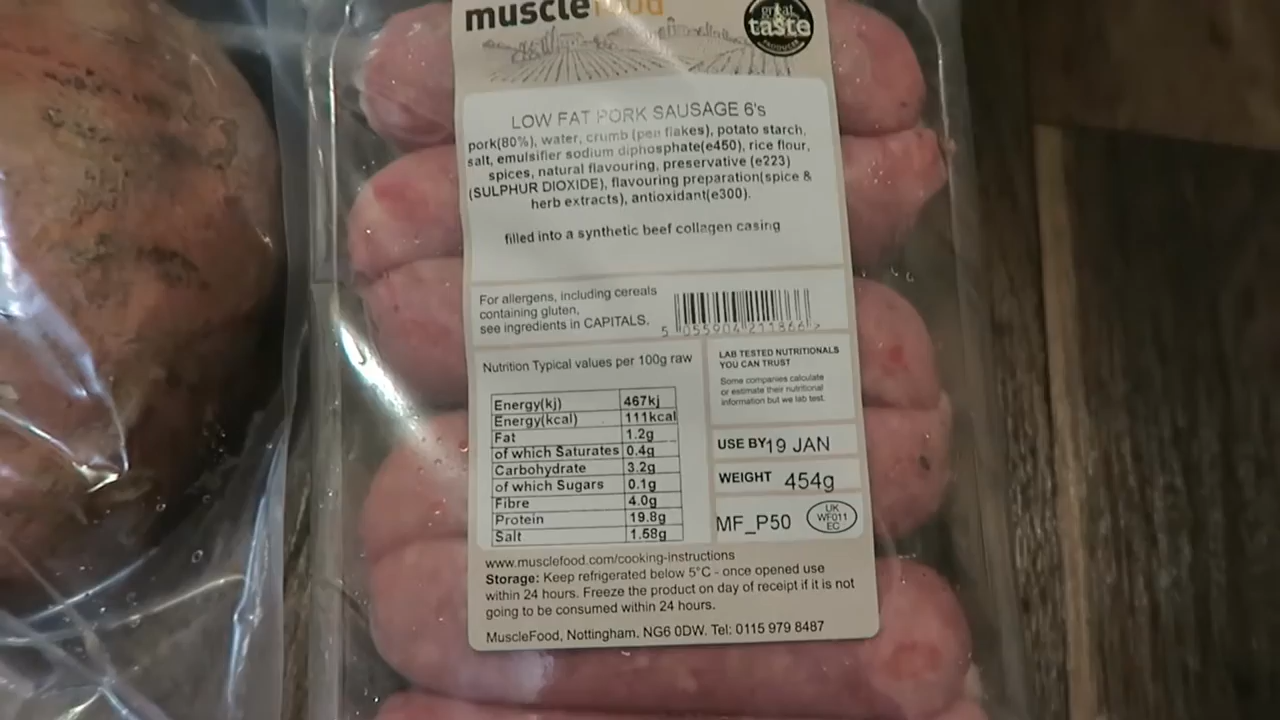 musclefood
great
taste
PRODUCER
LOW FAT PORK SAUSAGE 6's
pork(80%), water, crumb (pea flakes), potato starch,
salt, emulsifier sodium diphosphate(e450), rice flour,
spices, natural flavouring, preservative (e223)
(SULPHUR DIOXIDE), flavouring preparation(spice &
herb extracts), antioxidant(e300).
filled into a synthetic beef collagen casing
For allergens, including cereals
containing gluten,
see ingredients in CAPITALS.
5 055904 211866 >
Nutrition Typical values per 100g raw
Energy(kj) 467kj
Energy(kcal) 111kcal
Fat 1.2g
of which Saturates 0.4g
Carbohydrate 3.2g
of which Sugars 0.1g
Fibre 4.0g
Protein 19.8g
Salt 1.58g
LAB TESTED NUTRITIONALS
YOU CAN TRUST
Some companies calculate
or estimate their nutritional
information but we lab test.
USE BY 19 JAN
WEIGHT 454g
MF_P50
UK
WF011
EC
www.musclefood.com/cooking-instructions
Storage: Keep refrigerated below 5°C - once opened use
within 24 hours. Freeze the product on day of receipt if it is not
going to be consumed within 24 hours.
MuscleFood, Nottingham, NG6 0DW. Tel: 0115 979 8487